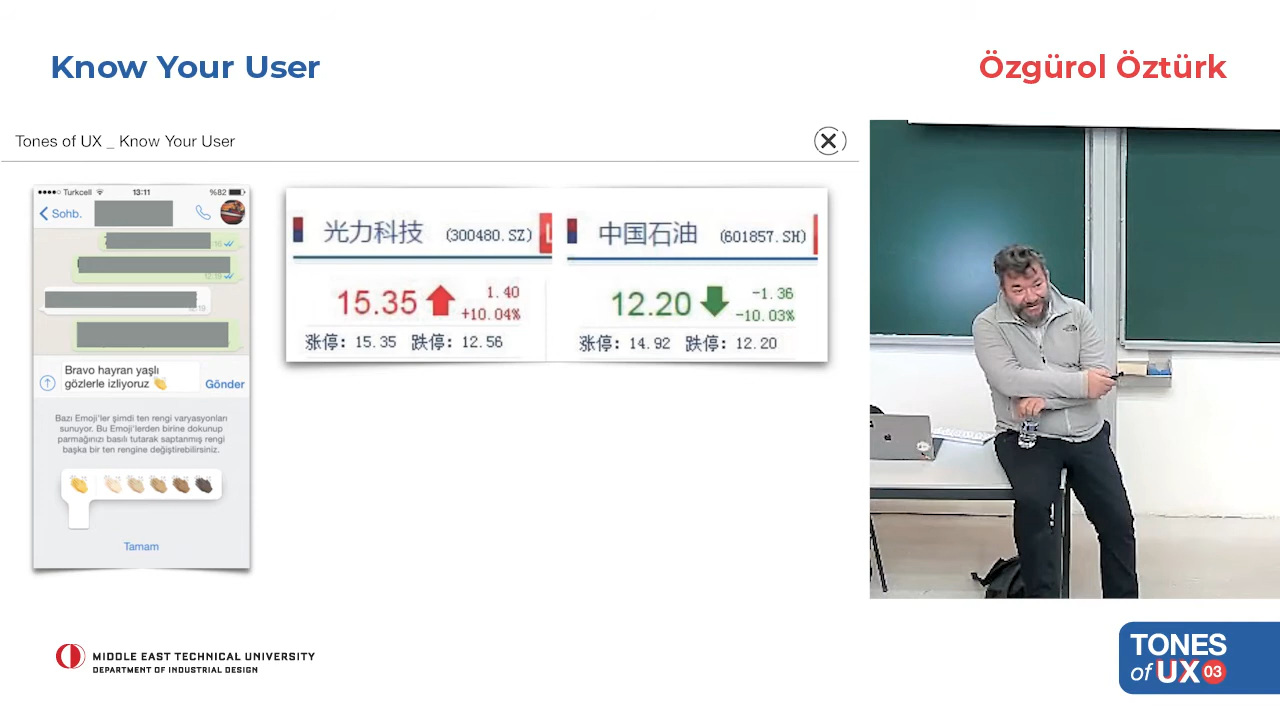 Know Your User
Özgürol Öztürk
Tones of UX _ Know Your User
Turkcell 13:11 %82
Sohb.
12:19
12:19
Bravo hayran yaşlı
gözlerle izliyoruz 👏
Gönder
Bazı Emoji'ler şimdi ten rengi varyasyonları
sunuyor. Bu Emoji'lerden birine dokunup
parmağınızı basılı tutarak saptanmış rengi
başka bir ten rengine değiştirebilirsiniz.
Tamam
光力科技 (300480.SZ)
15.35 1.40
+10.04%
涨停: 15.35 跌停: 12.56
中国石油 (601857.SH)
12.20 -1.36
-10.03%
涨停: 14.92 跌停: 12.20
MIDDLE EAST TECHNICAL UNIVERSITY
DEPARTMENT OF INDUSTRIAL DESIGN
TONES
of UX 03